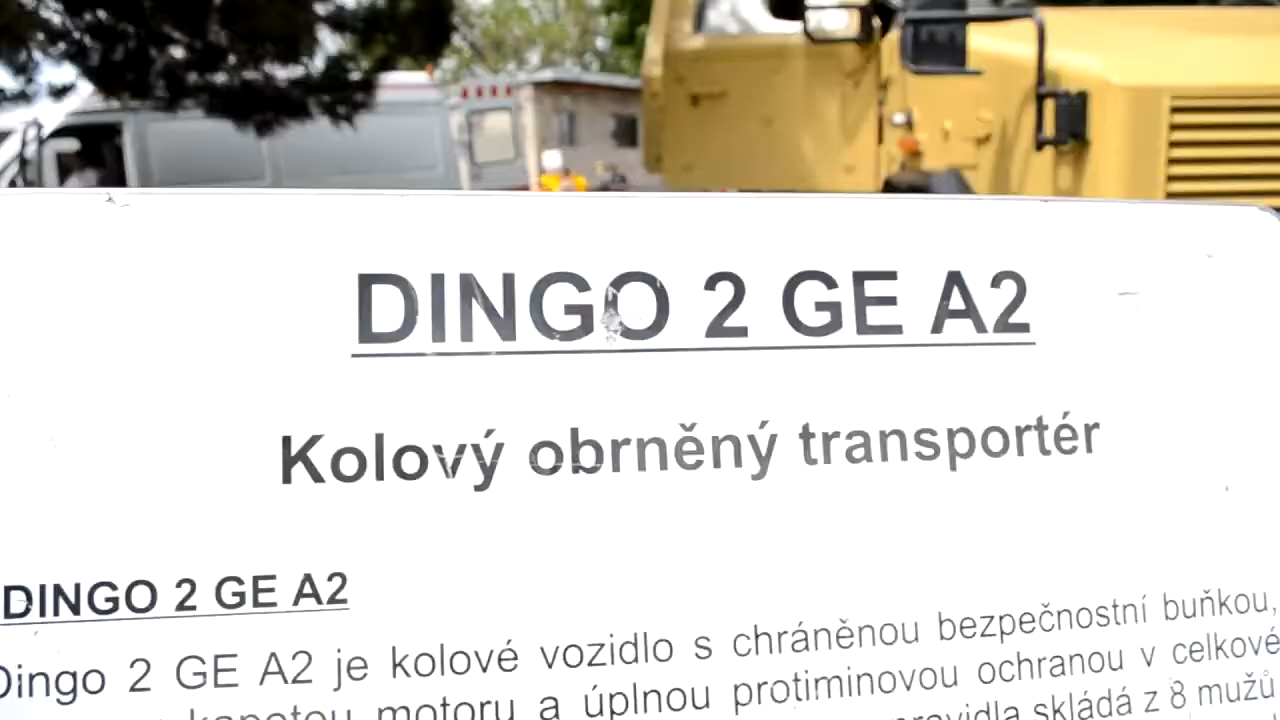 DINGO 2 GE A2
Kolový obrněný transportér
DINGO 2 GE A2
Dingo 2 GE A2 je kolové vozidlo s chráněnou bezpečnostní buňkou,
kapotou motoru a úplnou protiminovou ochranou v celkové
skládá z 8 mužů